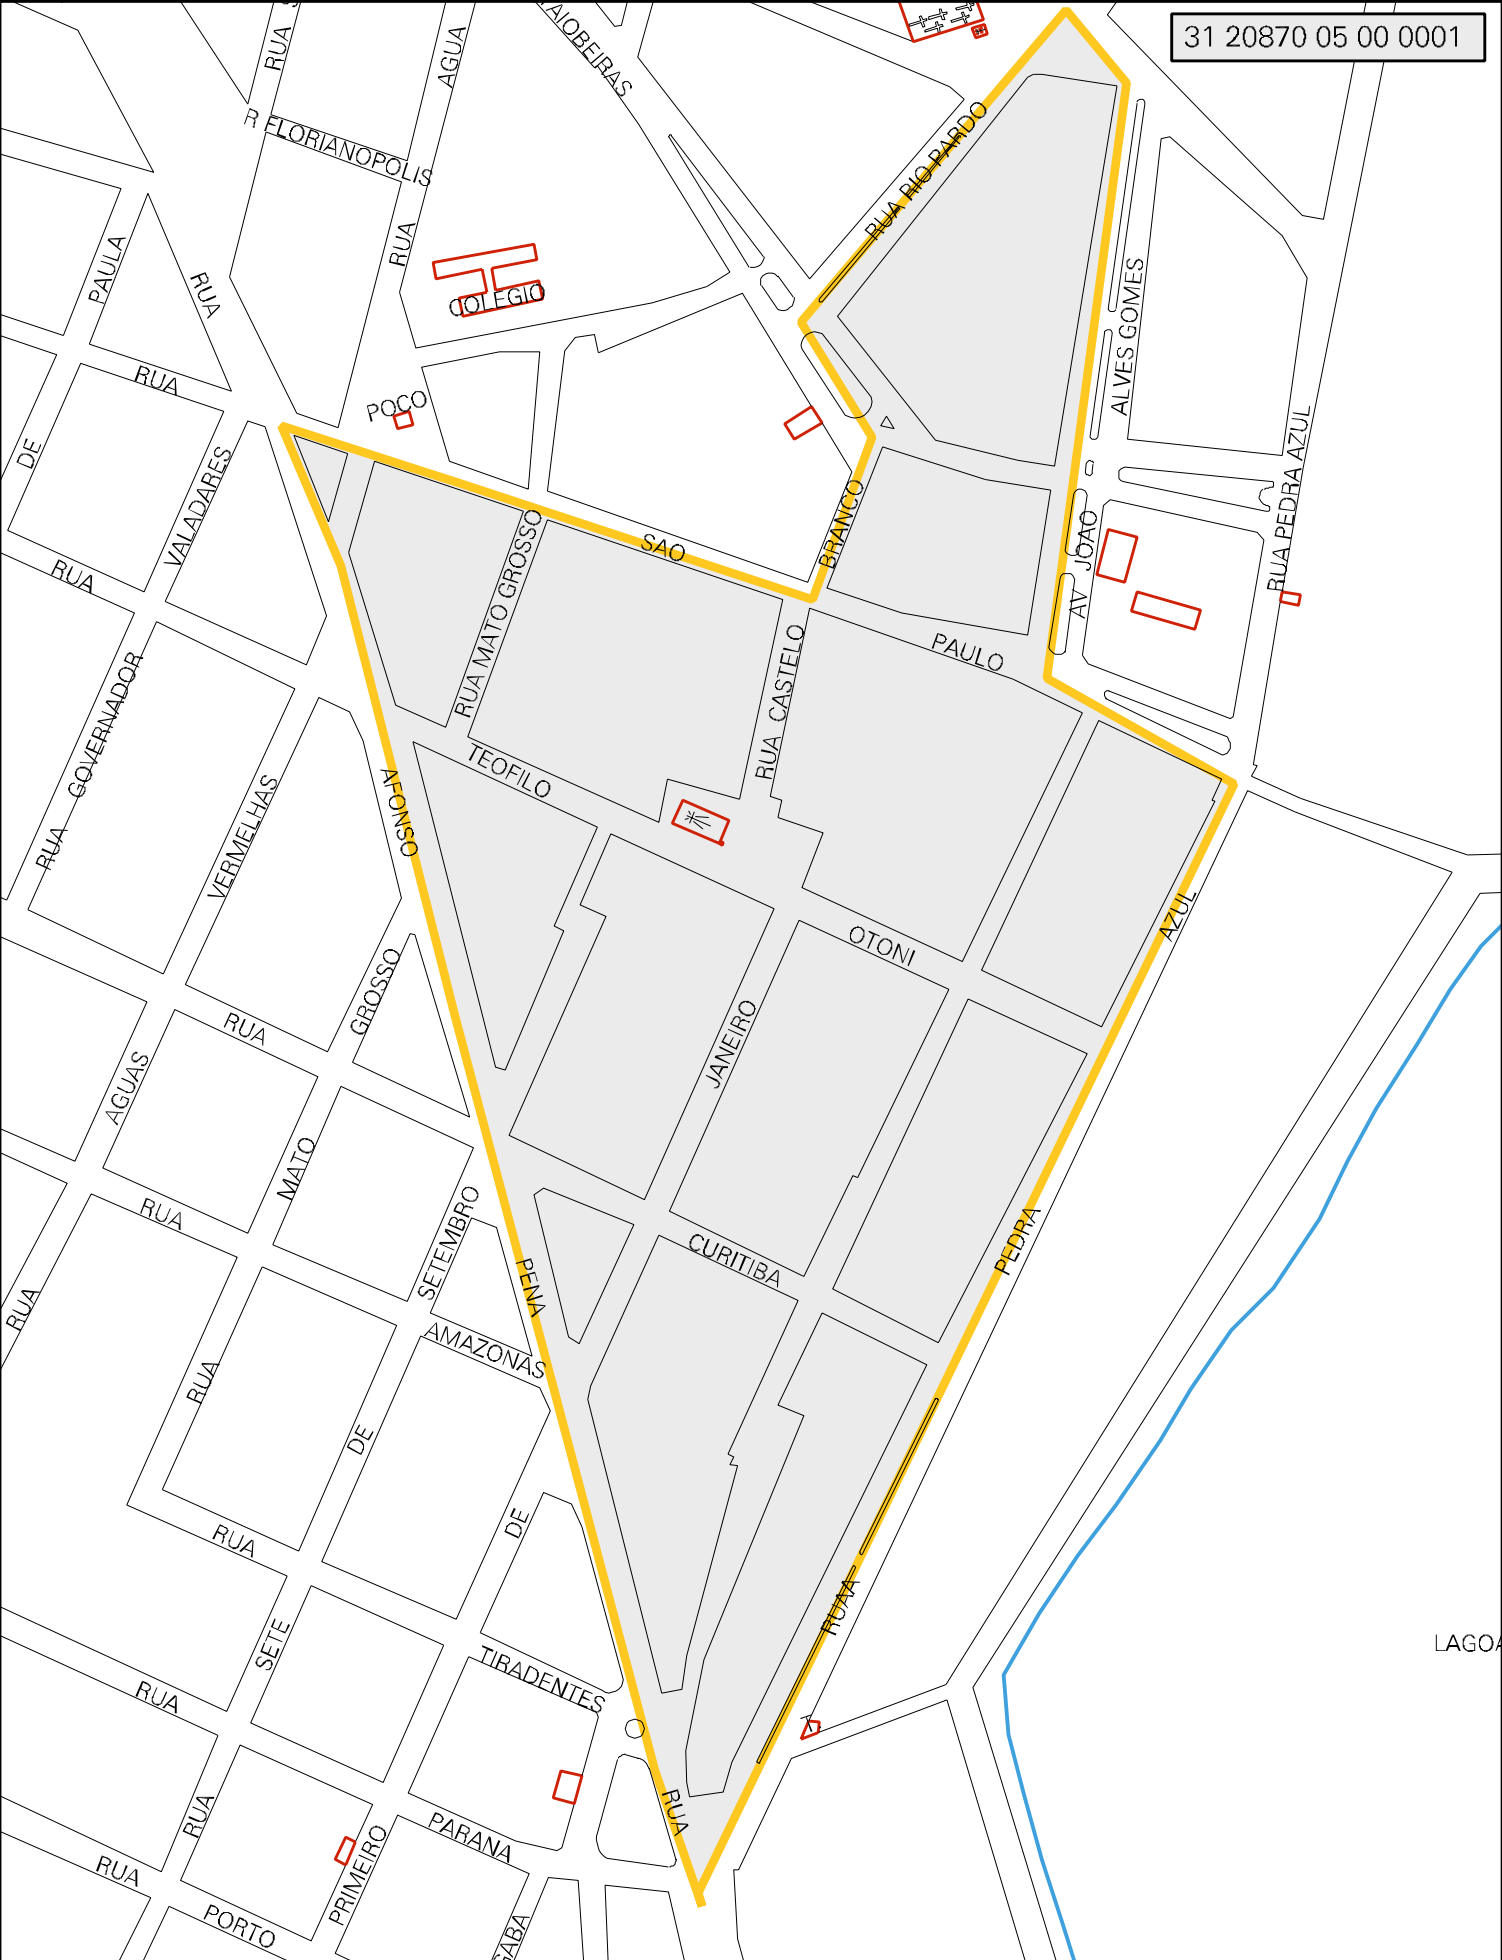 31 20870 05 00 0001
RUA
AGUA
R FLORIANOPOLIS
RUA RIO PARDO
PAULA
RUA
RUA
COLEGIO
ALVES GOMES
RUA
POCO
DE
VALADARES
RUA PEDRA AZUL
BRANCO
SAO
RUA MATO GROSSO
AV JOAO
RUA
PAULO
RUA CASTELO
GOVERNADOR
TEOFILO
AFONSO
VERMELHAS
RUA
AZUL
OTONI
GROSSO
RUA
JANEIRO
AGUAS
MATO
RUA
SETEMBRO
PEDRA
CURITIBA
PENA
RUA
AMAZONAS
RUA
DE
DE
RUA
RUAA
SETE
LAGOA
TIRADENTES
RUA
RUA
RUA
PARANA
PRIMEIRO
RUA
PORTO